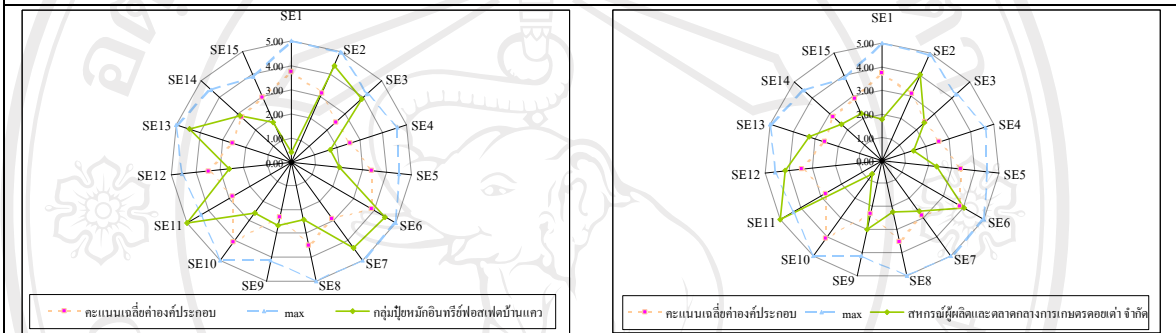 SE1
SE2
SE3
SE4
SE5
SE6
SE7
SE8
SE9
SE10
SE11
SE12
SE13
SE14
SE15
5.00
4.00
3.00
2.00
1.00
0.00
คะแนนเฉลี่ยค่าองค์ประกอบ max กลุ่มปุ๋ยหมักอินทรีย์ฟอสเฟตบ้านแคว
SE1
SE2
SE3
SE4
SE5
SE6
SE7
SE8
SE9
SE10
SE11
SE12
SE13
SE14
SE15
5.00
4.00
3.00
2.00
1.00
0.00
คะแนนเฉลี่ยค่าองค์ประกอบ max สหกรณ์ผู้ผลิตและตลาดกลางการเกษตรดอยเต่า จำกัด